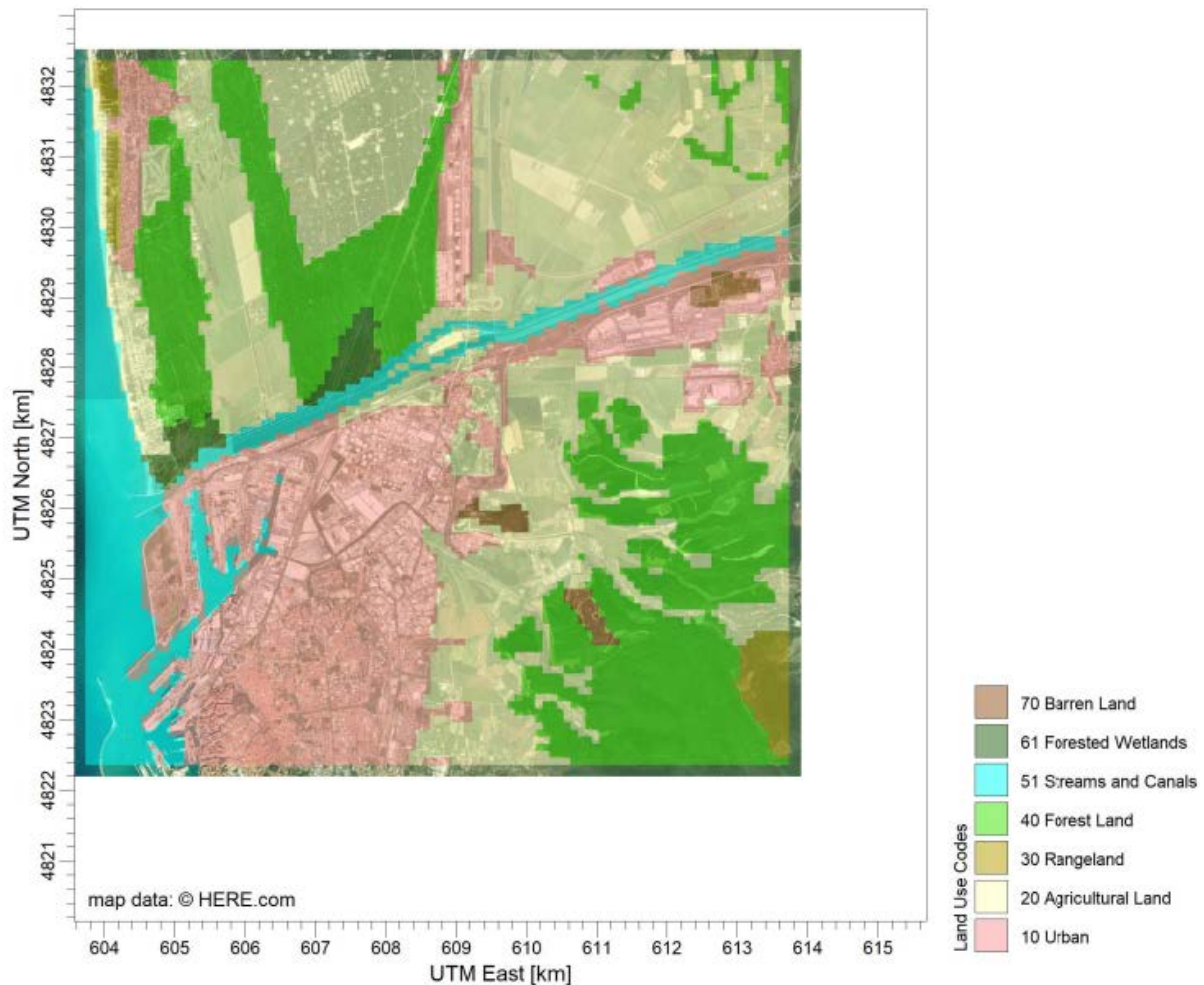 4832
4831
4830
4829
4828
4827
4826
4825
4824
4823
4822
4821
UTM North [km]
map data: © HERE.com
604 605 606 607 608 609 610 611 612 613 614 615
UTM East [km]
Land Use Codes
70 Barren Land
61 Forested Wetlands
51 Streams and Canals
40 Forest Land
30 Rangeland
20 Agricultural Land
10 Urban